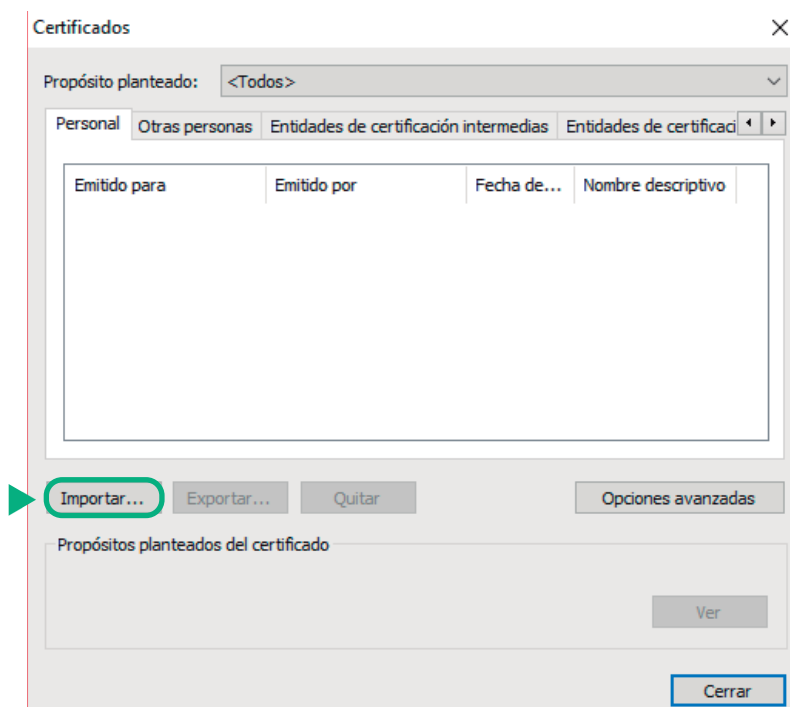 Certificados
Propósito planteado: <Todos>
Personal Otras personas Entidades de certificación intermedias Entidades de certificaci
Emitido para Emitido por Fecha de... Nombre descriptivo
Importar... Exportar... Quitar Opciones avanzadas
Propósitos planteados del certificado
Ver
Cerrar